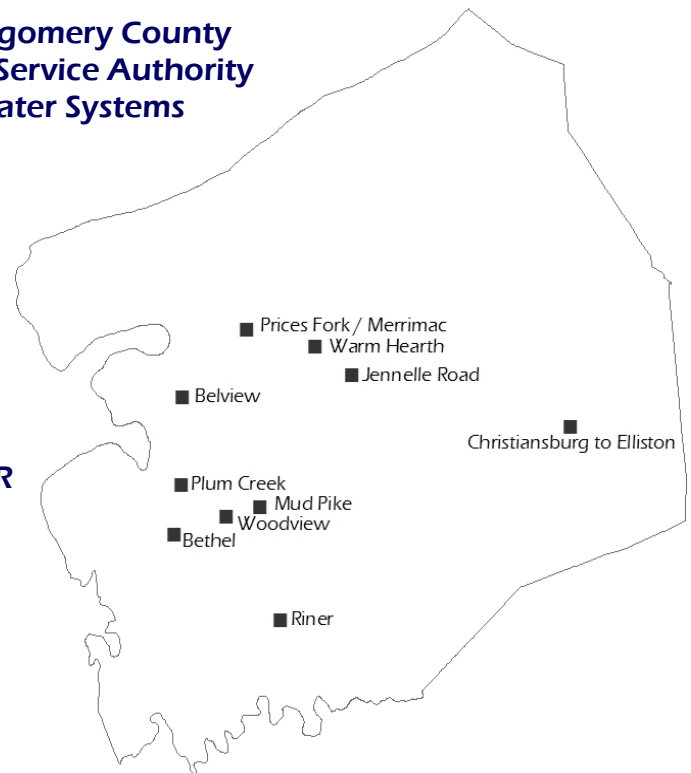 gomery County
Service Authority
ater Systems
Prices Fork / Merrimac
Warm Hearth
Jennelle Road
Belview
Christiansburg to Elliston
R
Plum Creek
Mud Pike
Woodview
Bethel
Riner